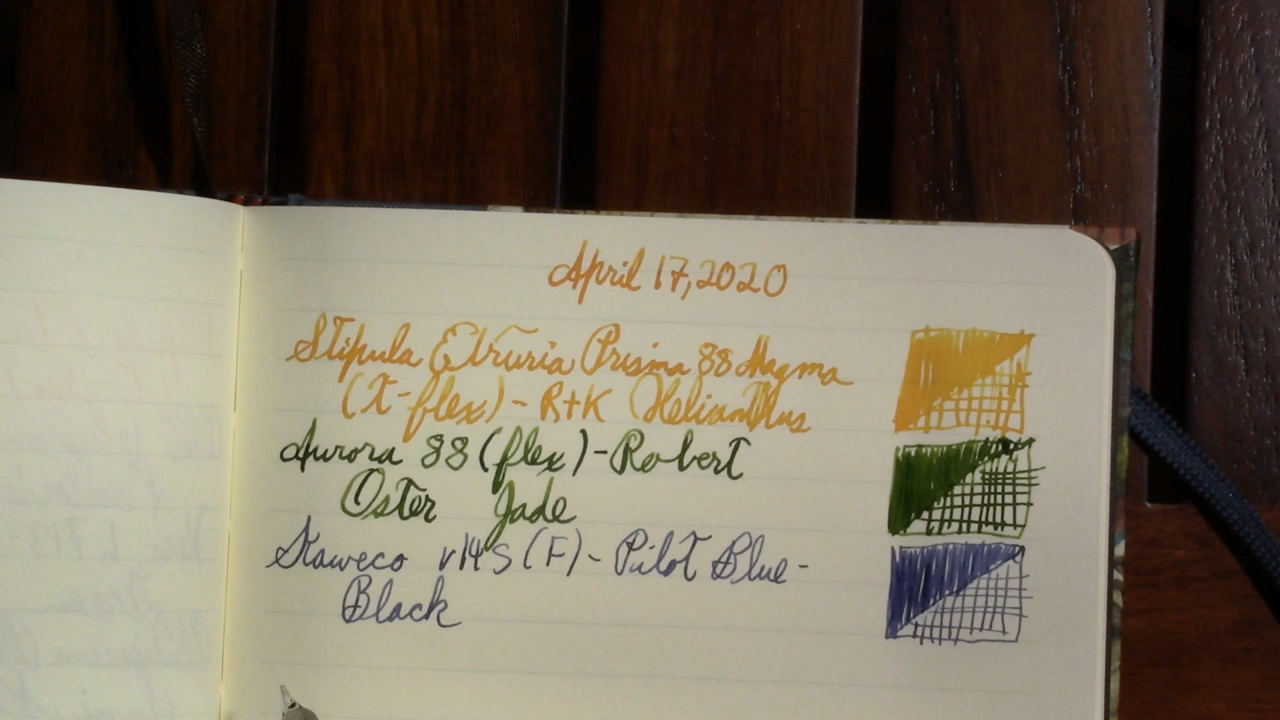 April 17, 2020
Stipula Etruria Prisma 88 Magma
(T-flex) - R+K Helianthus
Aurora 88 (flex) - Robert
Oster Jade
Kaweco V14S (F) - Pilot Blue-
Black